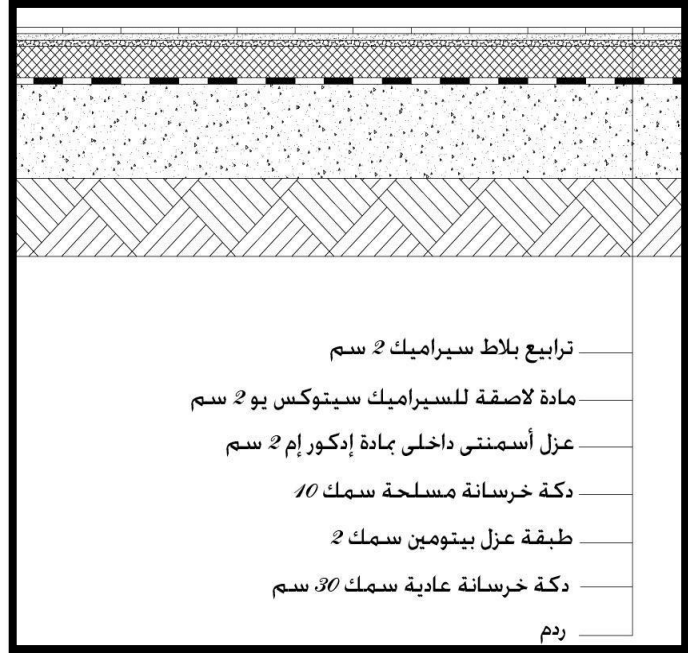 ترابيع بلاط سيراميك 2 سم
مادة لاصقة للسيراميك سيتوكس يو 2 سم
عزل أسمنتى داخلى بمادة إدكور إم 2 سم
دكة خرسانة مسلحة سمك 10
طبقة عزل بيتومين سمك 2
دكة خرسانة عادية سمك 30 سم
ردم